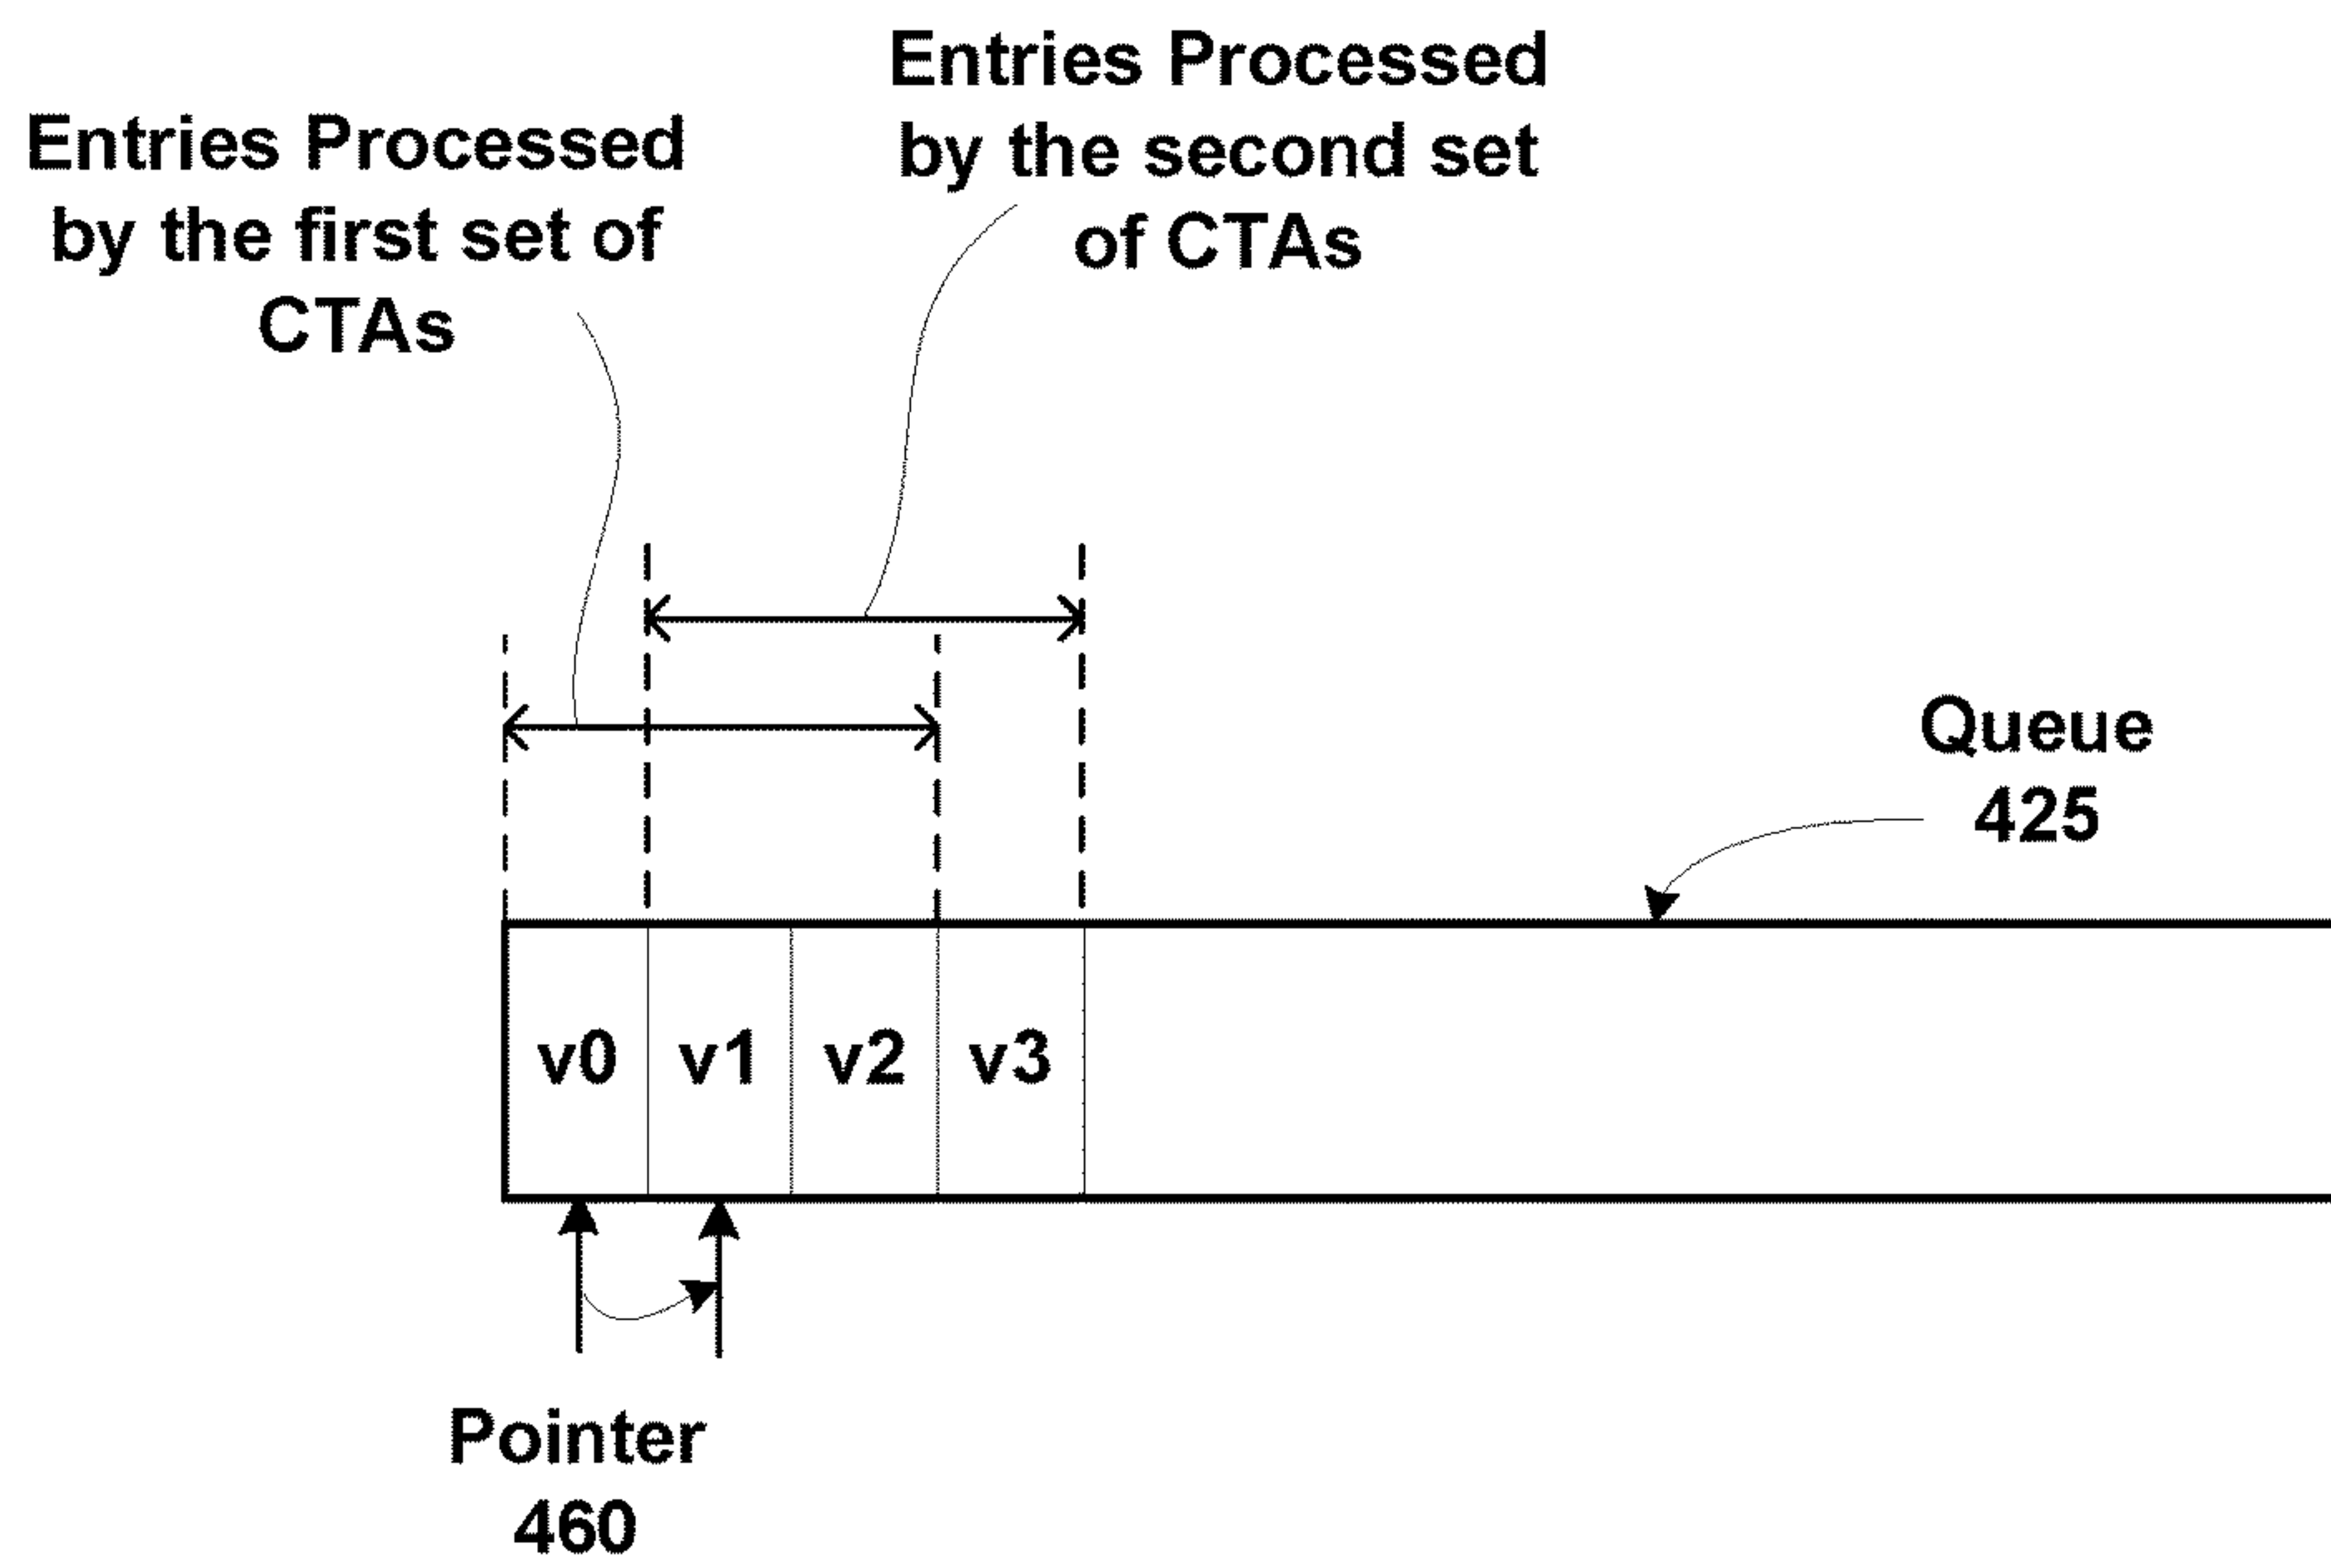 Entries Processed
by the first set of
CTAs
Entries Processed
by the second set
of CTAs
Queue
425
v0 v1 v2 v3
Pointer
460